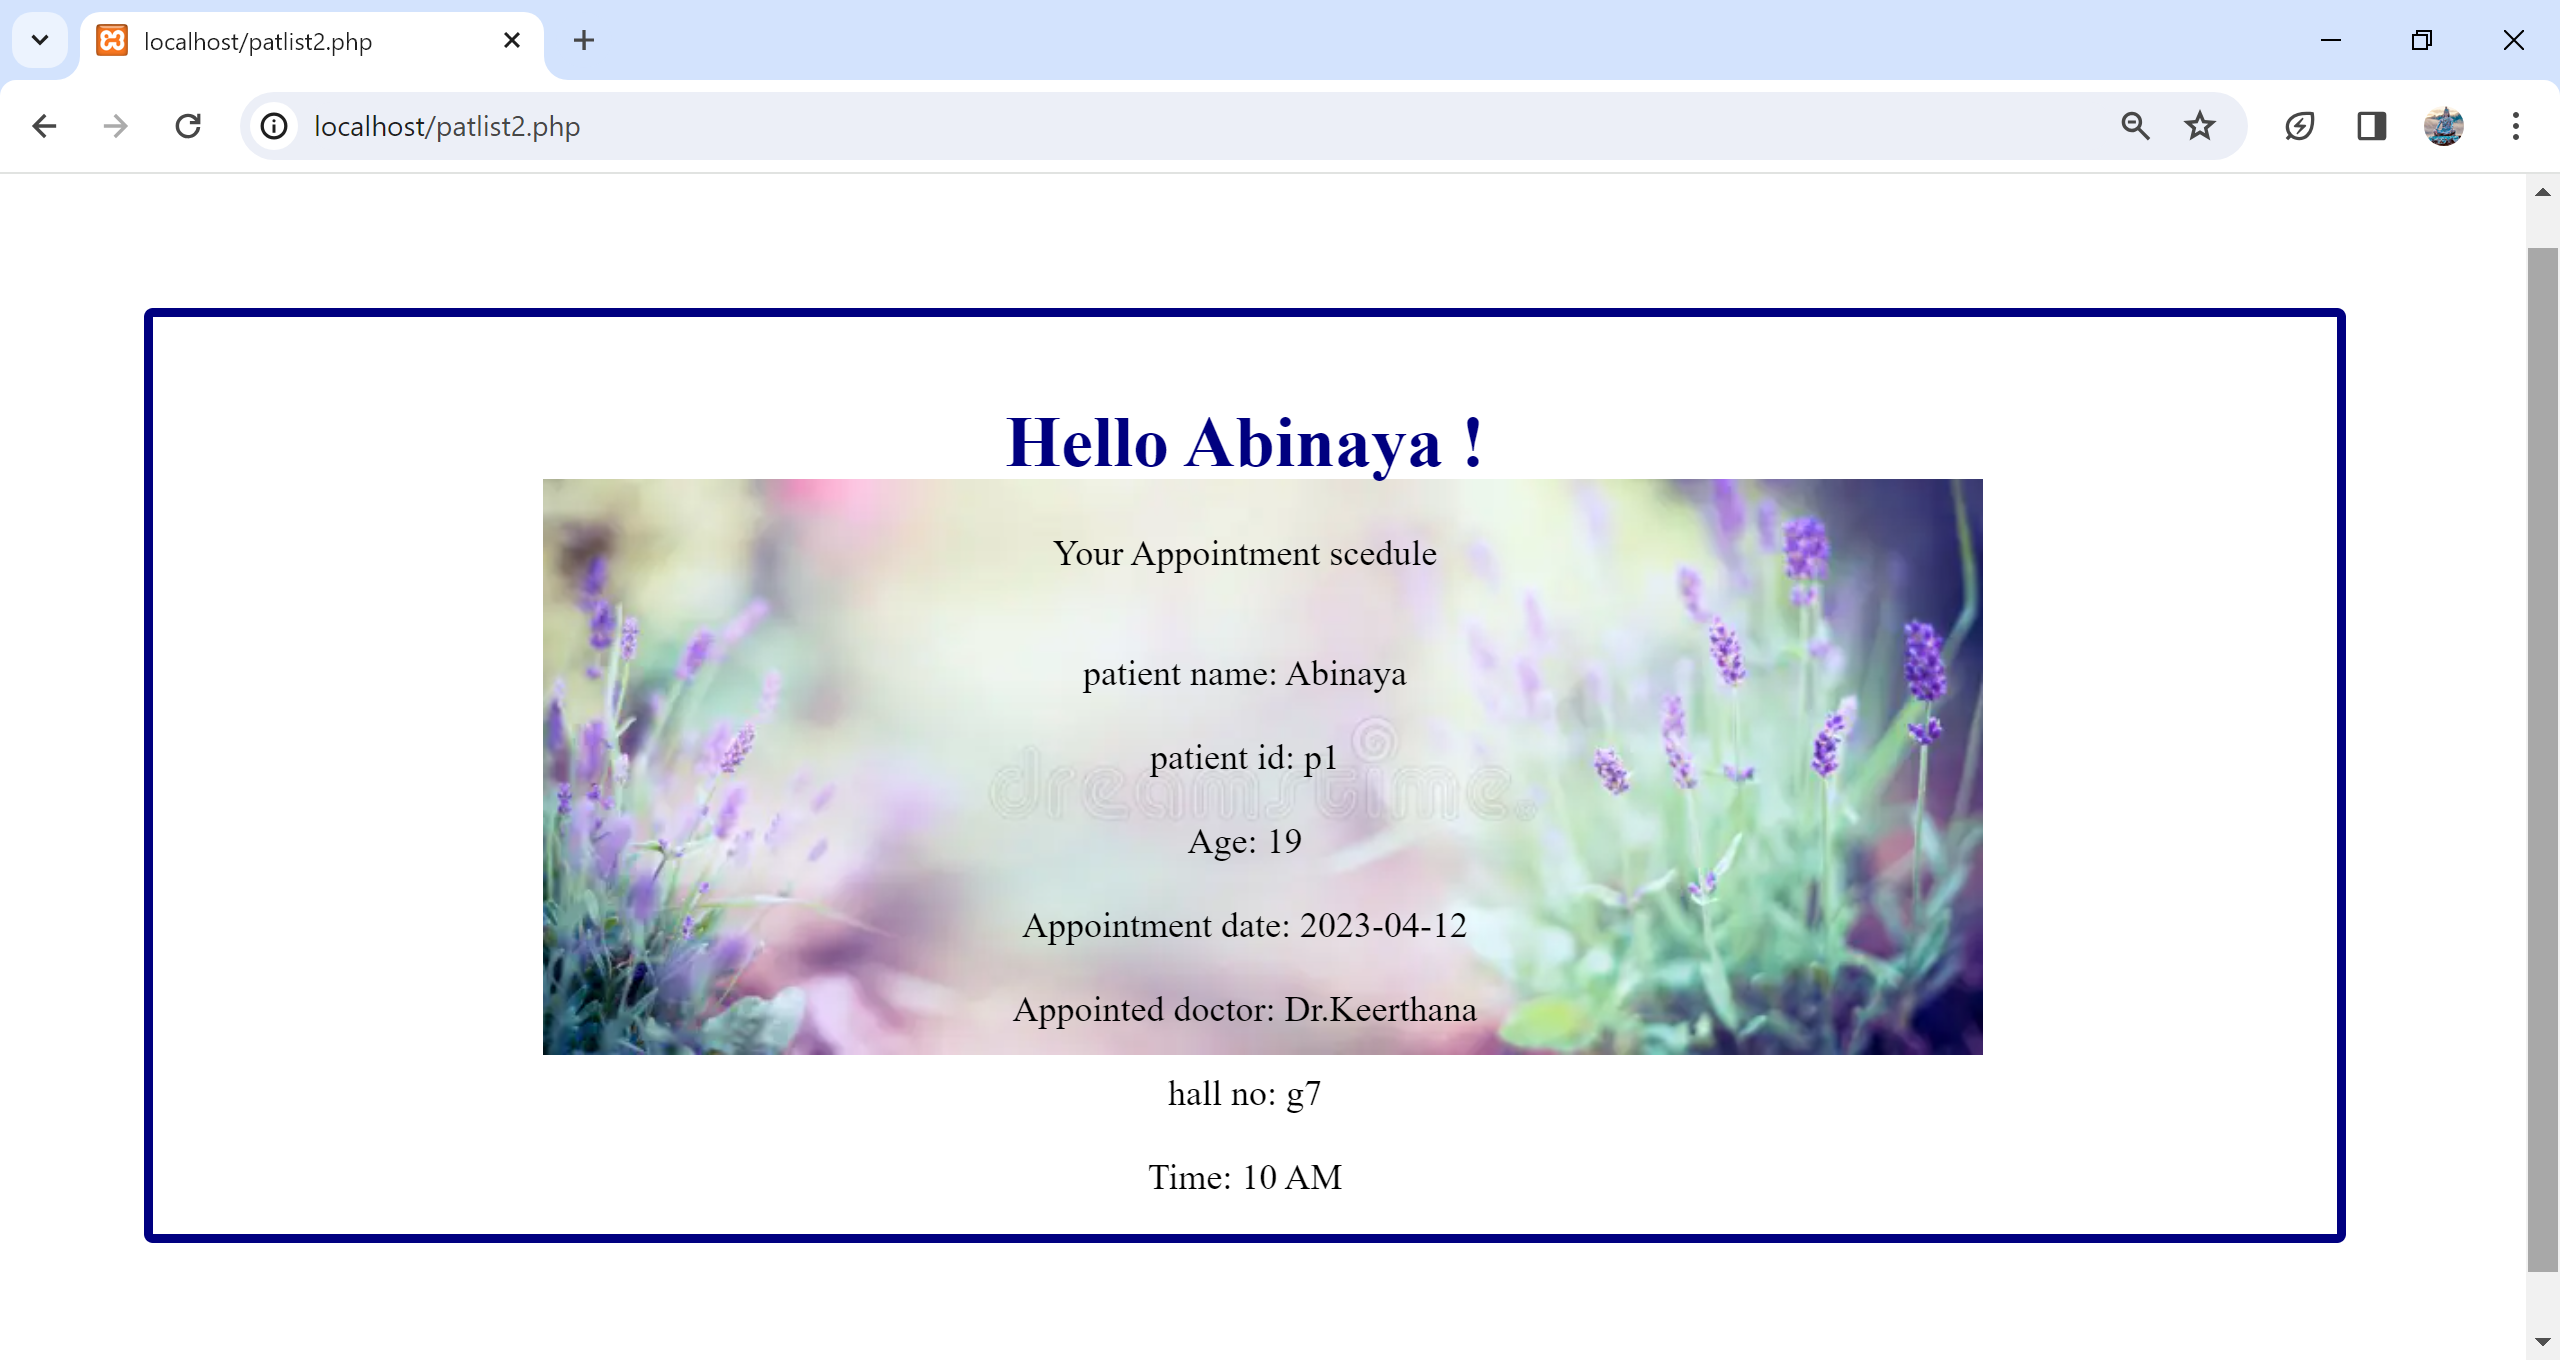 localhost/patlist2.php
localhost/patlist2.php
Hello Abinaya !
Your Appointment scedule
patient name: Abinaya
patient id: p1
dreamstime.
Age: 19
Appointment date: 2023-04-12
Appointed doctor: Dr.Keerthana
hall no: g7
Time: 10 AM